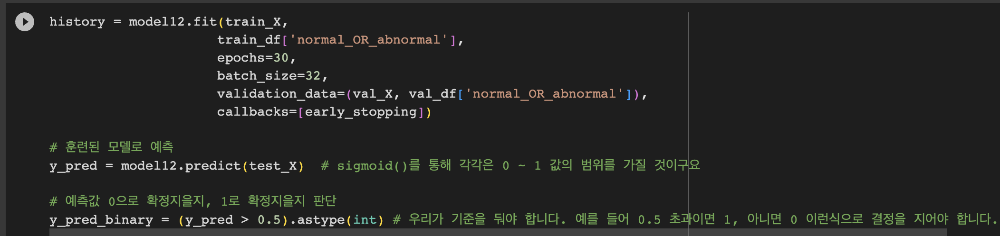 history = model12.fit(train_X,
train_df['normal_OR_abnormal'],
epochs=30,
batch_size=32,
validation_data=(val_X, val_df['normal_OR_abnormal']),
callbacks=[early_stopping])
# 훈련된 모델로 예측
y_pred = model12.predict(test_X)  # sigmoid()를 통해 각각은 0 ~ 1 값의 범위를 가질 것이구요
# 예측값 0으로 확정지을지, 1로 확정지을지 판단
y_pred_binary = (y_pred > 0.5).astype(int) # 우리가 기준을 둬야 합니다. 예를 들어 0.5 초과이면 1, 아니면 0 이런식으로 결정을 지어야 합니다.